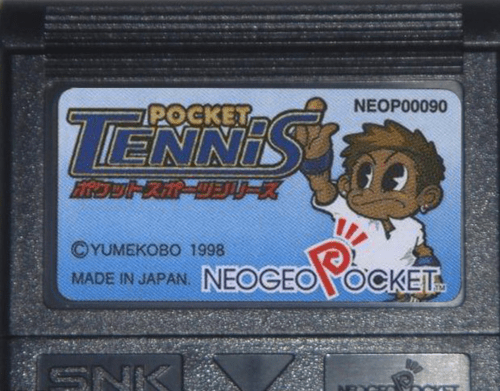 NEOP00090
POCKET
TENNIS
ポケットスポーツシリーズ
©YUMEKOBO 1998
MADE IN JAPAN.
NEOGEO POCKET™
SNK